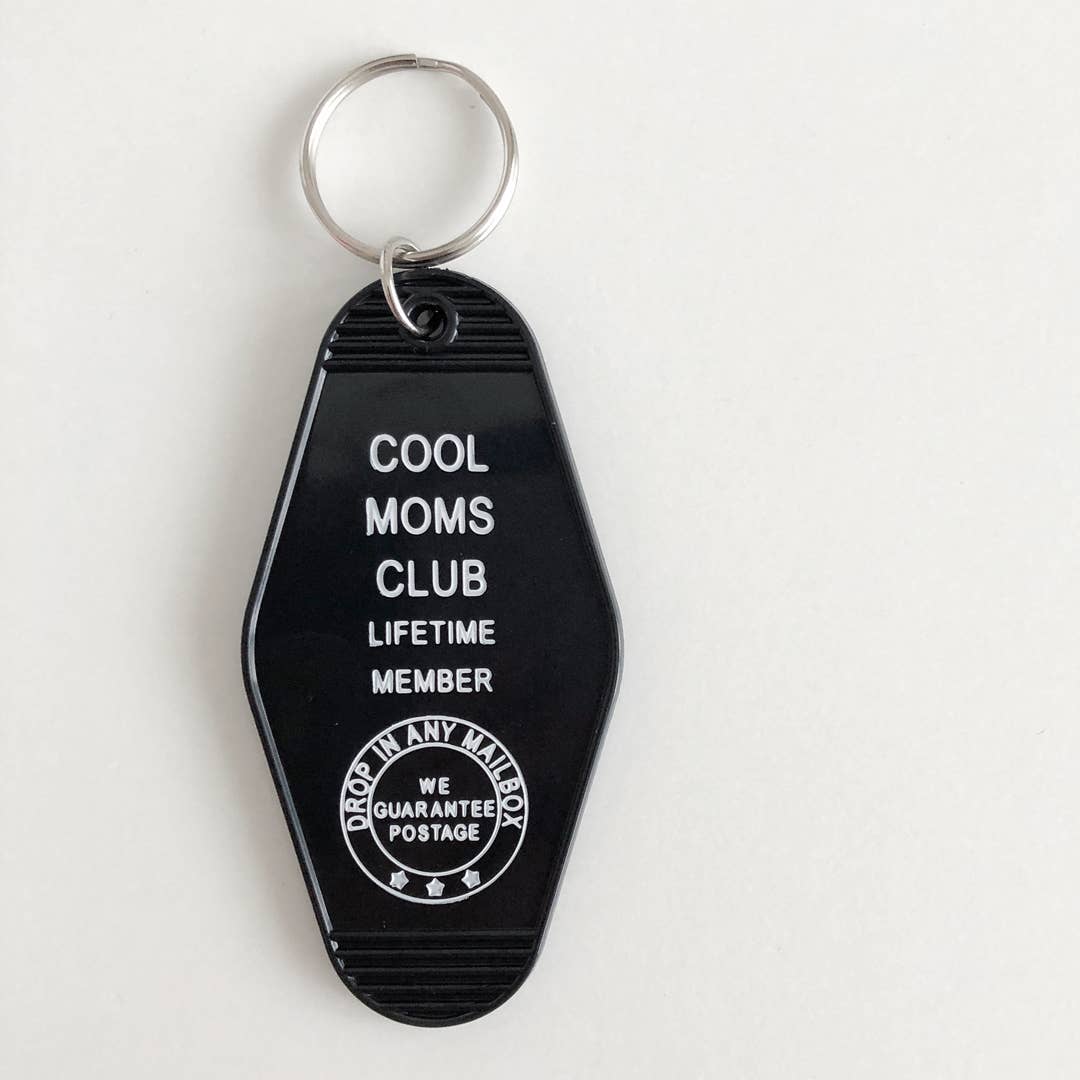 COOL
MOMS
CLUB
LIFETIME
MEMBER
DROP IN ANY MAILBOX
WE
GUARANTEE
POSTAGE